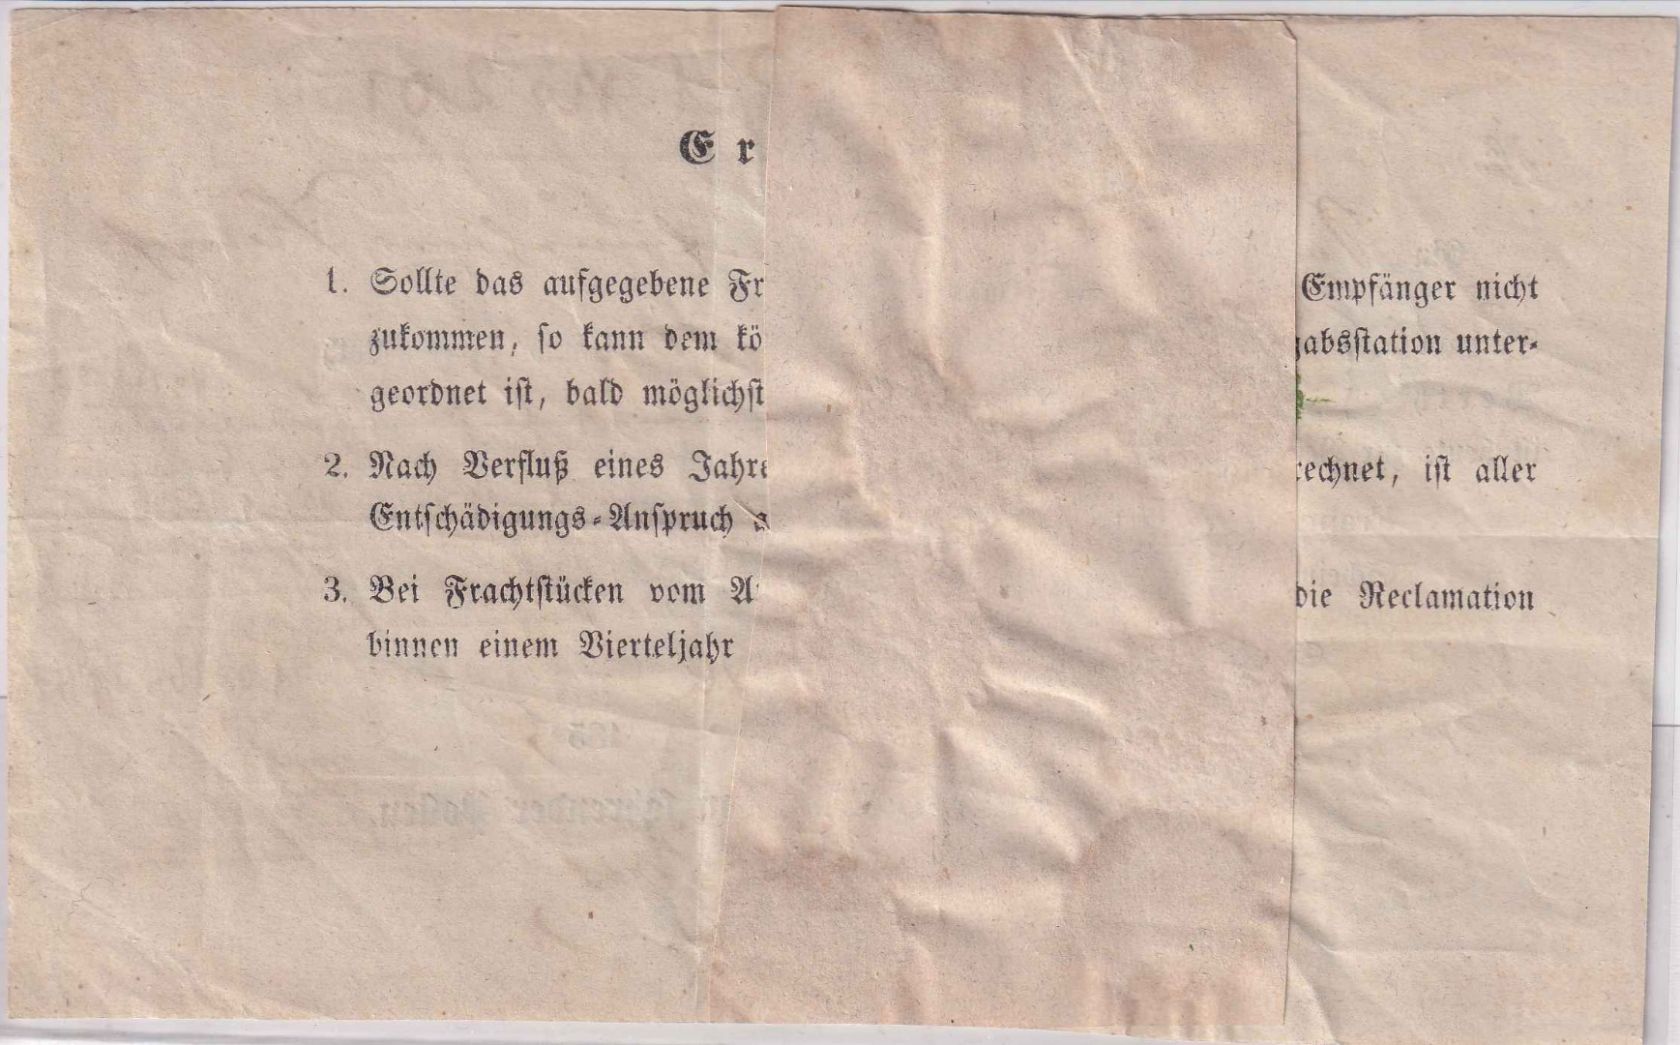 Er
1. Sollte das aufgegebene Fr Empfänger nicht
zukommen, so kann dem kö gabsstation unter-
geordnet ist, bald möglichst
2. Nach Verfluß eines Jahre rechnet, ist aller
Entschädigungs-Anspruch a
3. Bei Frachtstücken vom A die Reclamation
binnen einem Vierteljahr